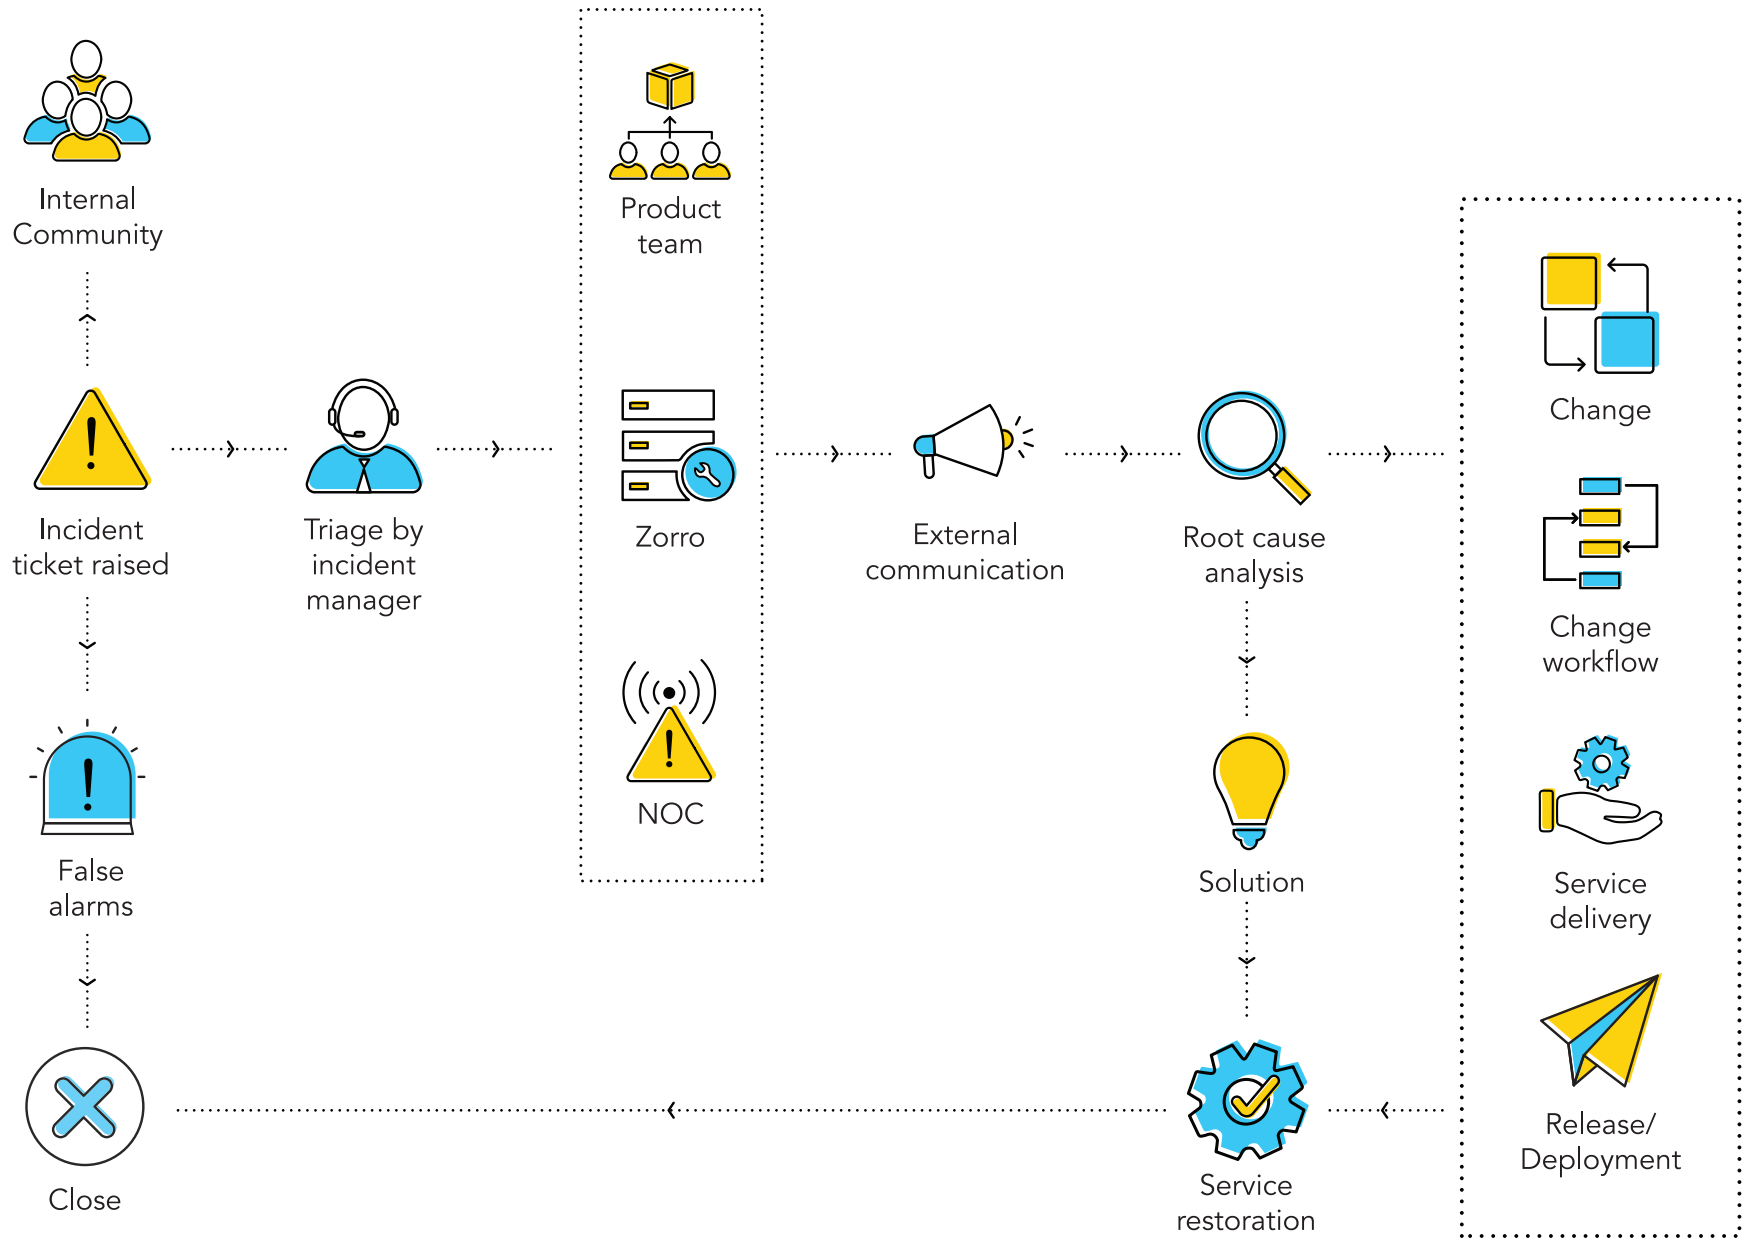 Internal
Community
Product
team
Change
Incident
ticket raised
Triage by
incident
manager
Zorro
External
communication
Root cause
analysis
Change
workflow
NOC
False
alarms
Solution
Service
delivery
Release/
Deployment
Close
Service
restoration